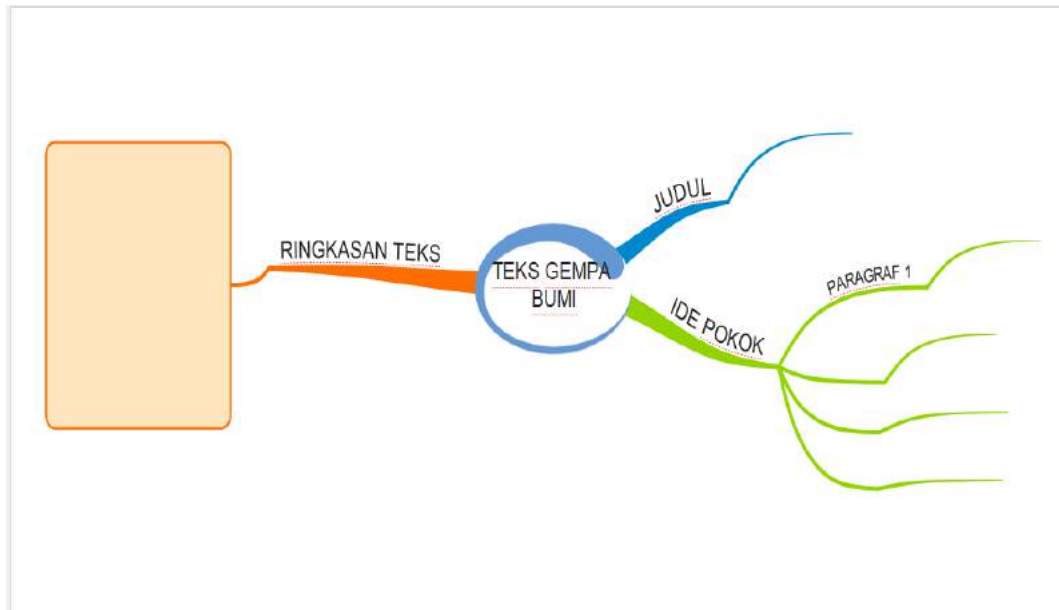 JUDUL
RINGKASAN TEKS
TEKS GEMPA
BUMI
PARAGRAF 1
IDE POKOK